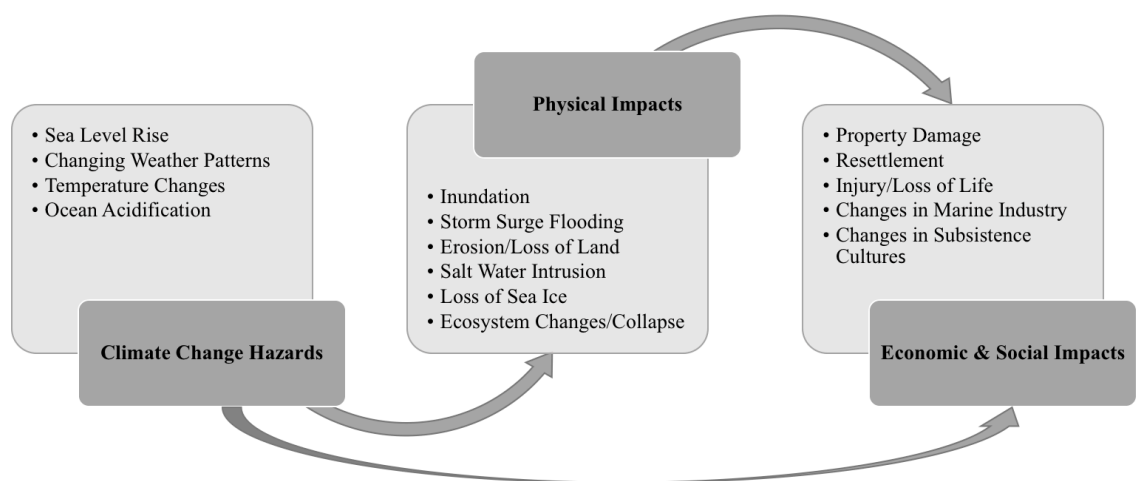 • Sea Level Rise
• Changing Weather Patterns
• Temperature Changes
• Ocean Acidification
Climate Change Hazards
Physical Impacts
• Inundation
• Storm Surge Flooding
• Erosion/Loss of Land
• Salt Water Intrusion
• Loss of Sea Ice
• Ecosystem Changes/Collapse
• Property Damage
• Resettlement
• Injury/Loss of Life
• Changes in Marine Industry
• Changes in Subsistence
Cultures
Economic & Social Impacts